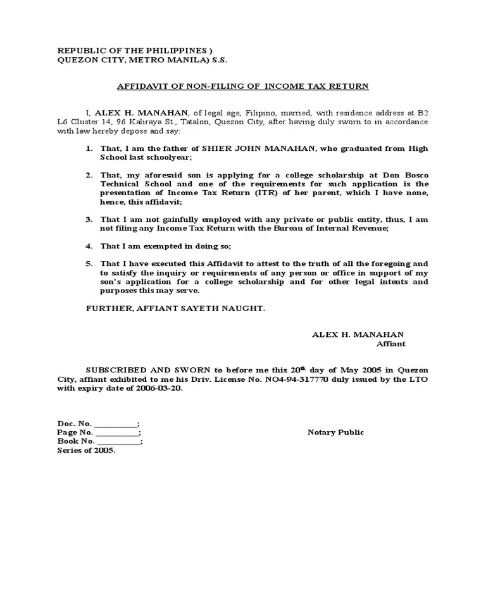 REPUBLIC OF THE PHILIPPINES )
QUEZON CITY, METRO MANILA) S.S.
AFFIDAVIT OF NON-FILING OF INCOME TAX RETURN
I, ALEX H. MANAHAN, of legal age, Filipino, married, with residence address at B2
L6 Cluster 14, 96 Kaliraya St., Tatalon, Quezon City, after having duly sworn to in accordance
with law hereby depose and say:
1. That, I am the father of SHIER JOHN MANAHAN, who graduated from High
School last schoolyear;
2. That, my aforesaid son is applying for a college scholarship at Don Bosco
Technical School and one of the requirements for such application is the
presentation of Income Tax Return (ITR) of her parent, which I have none,
hence, this affidavit;
3. That I am not gainfully employed with any private or public entity, thus, I am
not filing any Income Tax Return with the Bureau of Internal Revenue;
4. That I am exempted in doing so;
5. That I have executed this Affidavit to attest to the truth of all the foregoing and
to satisfy the inquiry or requirements of any person or office in support of my
son's application for a college scholarship and for other legal intents and
purposes this may serve.
FURTHER, AFFIANT SAYETH NAUGHT.
ALEX H. MANAHAN
Affiant
SUBSCRIBED AND SWORN to before me this 20th day of May 2005 in Quezon
City, affiant exhibited to me his Driv. License No. NO4-94-317770 duly issued by the LTO
with expiry date of 2006-03-20.
Doc. No. _________;
Page No. _________; Notary Public
Book No. _________;
Series of 2005.